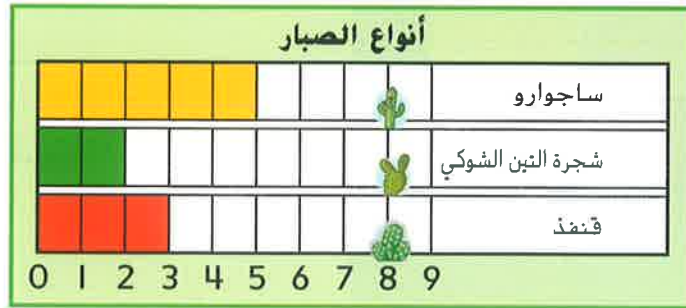 أنواع الصبار
ساجوارو
شجرة التين الشوكي
قنفذ
0 1 2 3 4 5 6 7 8 9